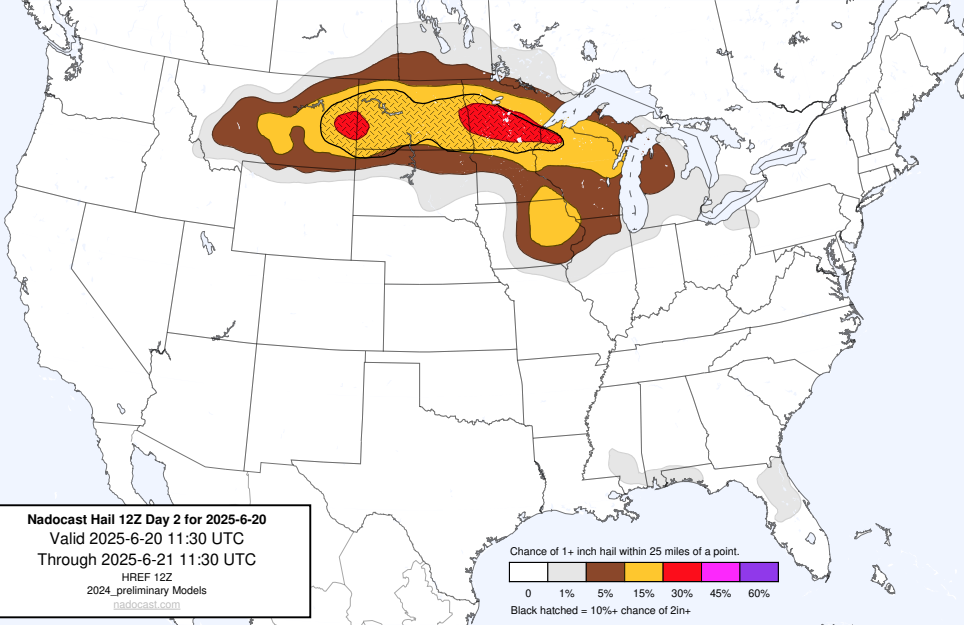 Nadocast Hail 12Z Day 2 for 2025-6-20
Valid 2025-6-20 11:30 UTC
Through 2025-6-21 11:30 UTC
HREF 12Z
2024_preliminary Models
nadocast.com
Chance of 1+ inch hail within 25 miles of a point.
0 1% 5% 15% 30% 45% 60%
Black hatched = 10%+ chance of 2in+